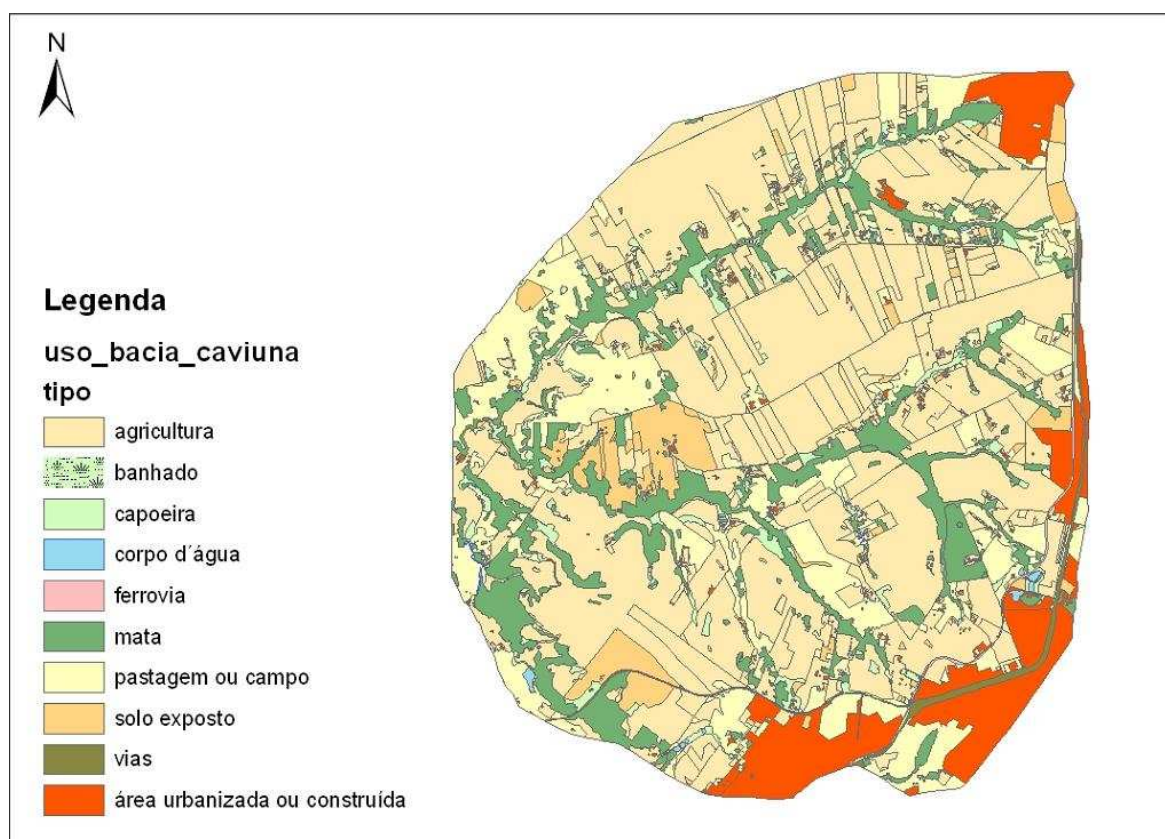 N
Legenda
uso_bacia_caviuna
tipo
agricultura
banhado
capoeira
corpo d´água
ferrovia
mata
pastagem ou campo
solo exposto
vias
área urbanizada ou construída